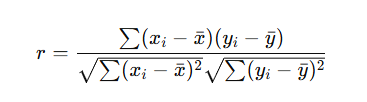 r = \frac{\sum (x_i - \bar{x})(y_i - \bar{y})}{\sqrt{\sum (x_i - \bar{x})^2} \sqrt{\sum (y_i - \bar{y})^2}}